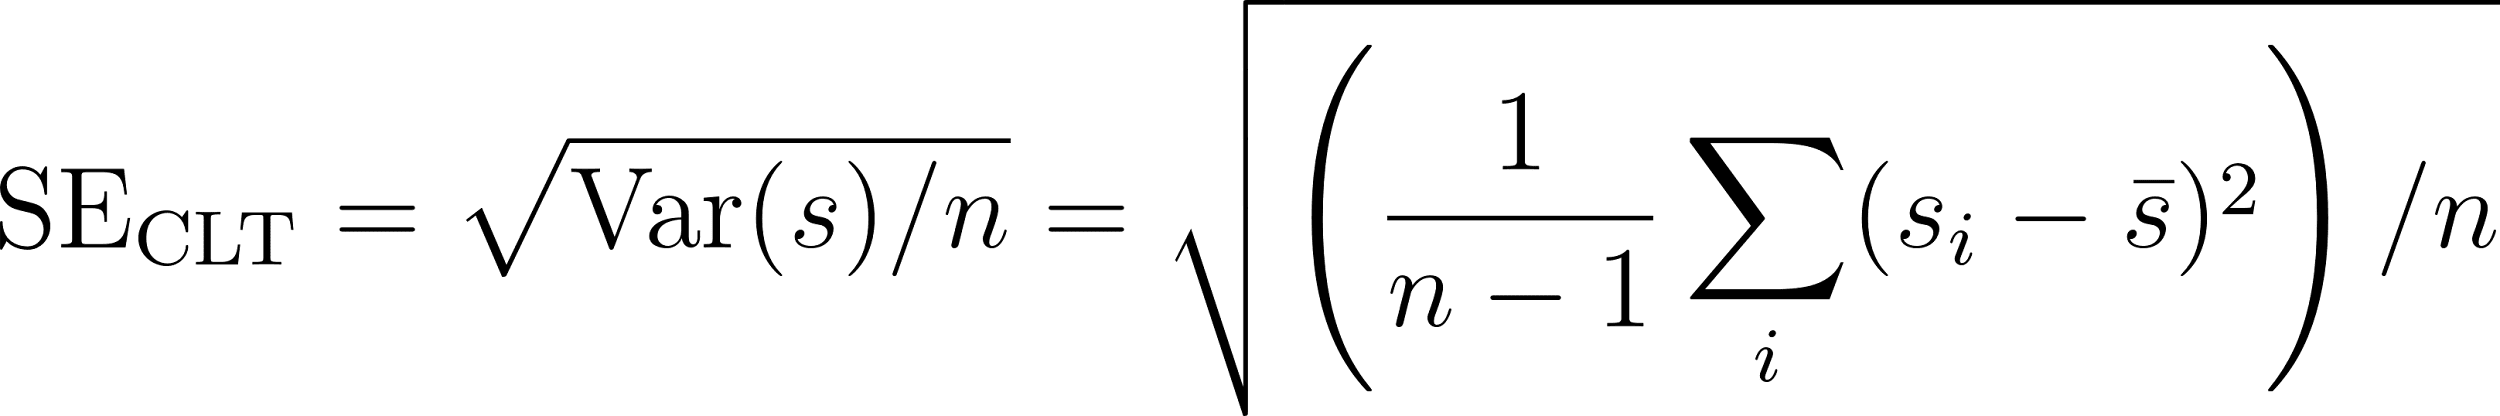 SE_CLT = √(Var(s)/n) = √((1/(n − 1) ∑_i (s_i − s̅)²)/n)